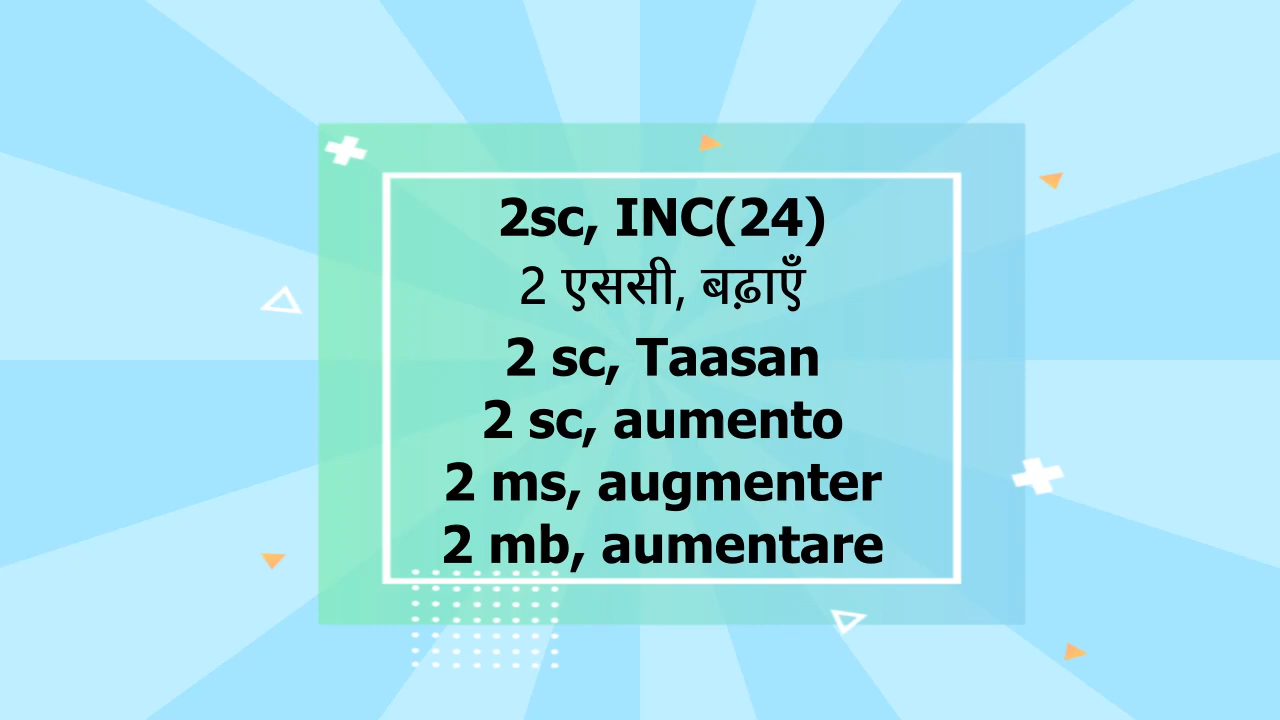 2sc, INC(24)
2 एससी, बढ़ाएँ
2 sc, Taasan
2 sc, aumento
2 ms, augmenter
2 mb, aumentare